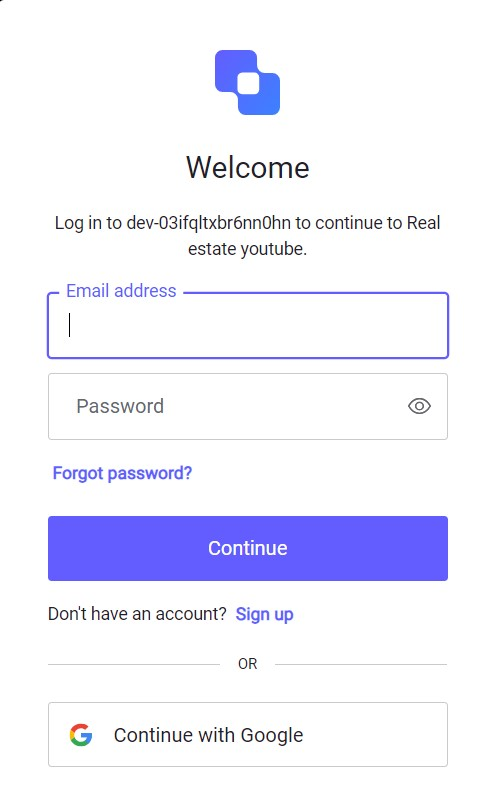 Welcome
Log in to dev-03ifqltxbr6nn0hn to continue to Real
estate youtube.
Email address
Password
Forgot password?
Continue
Don't have an account? Sign up
OR
Continue with Google